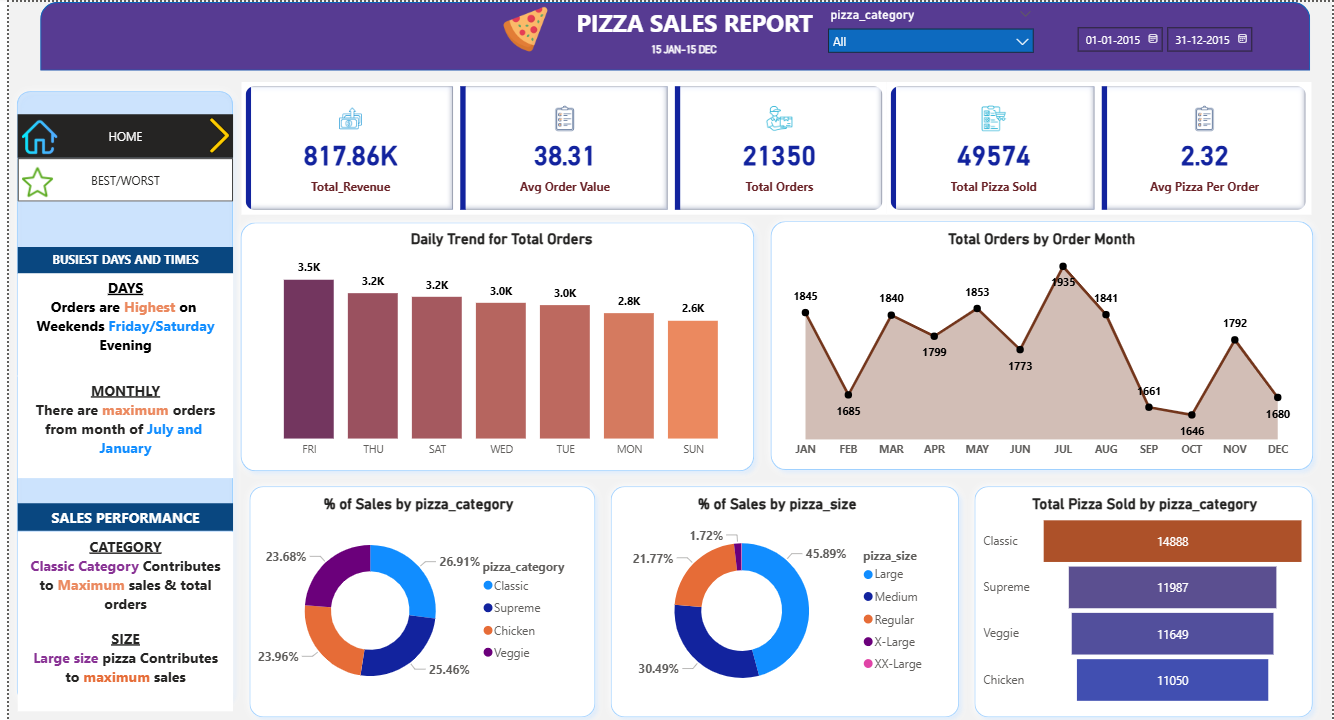 PIZZA SALES REPORT
15 JAN-15 DEC
pizza_category
All
01-01-2015
31-12-2015
HOME
BEST/WORST
BUSIEST DAYS AND TIMES
DAYS
Orders are Highest on
Weekends Friday/Saturday
Evening
MONTHLY
There are maximum orders
from month of July and
January
SALES PERFORMANCE
CATEGORY
Classic Category Contributes
to Maximum sales & total
orders
SIZE
Large size pizza Contributes
to maximum sales
817.86K
Total_Revenue
38.31
Avg Order Value
21350
Total Orders
49574
Total Pizza Sold
2.32
Avg Pizza Per Order
Daily Trend for Total Orders
3.5K
3.2K
3.2K
3.0K
3.0K
2.8K
2.6K
FRI
THU
SAT
WED
TUE
MON
SUN
Total Orders by Order Month
1845
1685
1840
1799
1853
1773
1935
1841
1661
1646
1792
1680
JAN
FEB
MAR
APR
MAY
JUN
JUL
AUG
SEP
OCT
NOV
DEC
% of Sales by pizza_category
23.68%
26.91%
23.96%
25.46%
pizza_category
Classic
Supreme
Chicken
Veggie
% of Sales by pizza_size
1.72%
21.77%
45.89%
30.49%
pizza_size
Large
Medium
Regular
X-Large
XX-Large
Total Pizza Sold by pizza_category
Classic
14888
Supreme
11987
Veggie
11649
Chicken
11050